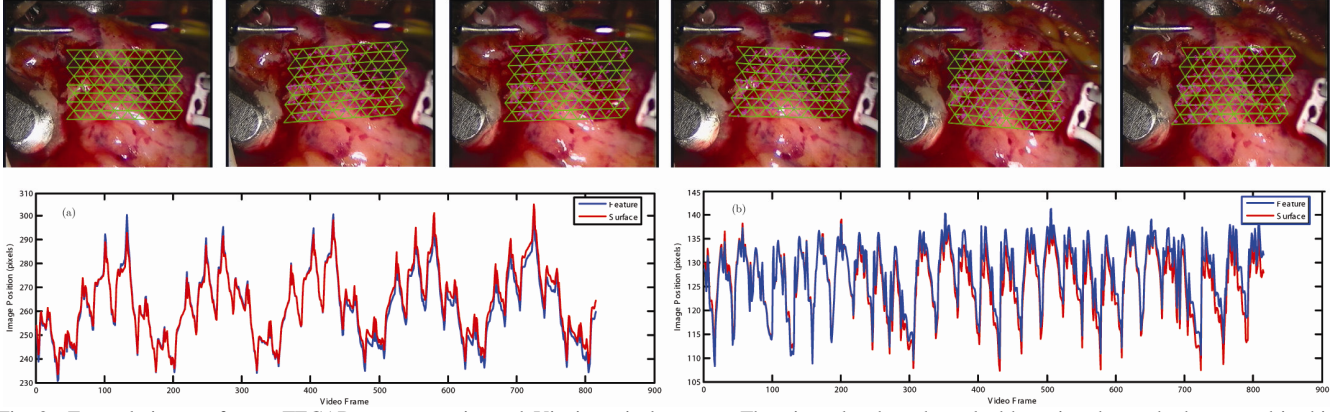 310
300
290
280
270
260
250
240
230
Image Position (pixels)
(a)
Feature
Surface
0 100 200 300 400 500 600 700 800 900
Video Frame
145
140
135
130
125
120
115
110
105
Image Position (pixels)
(b)
Feature
Surface
0 100 200 300 400 500 600 700 800 900
Video Frame